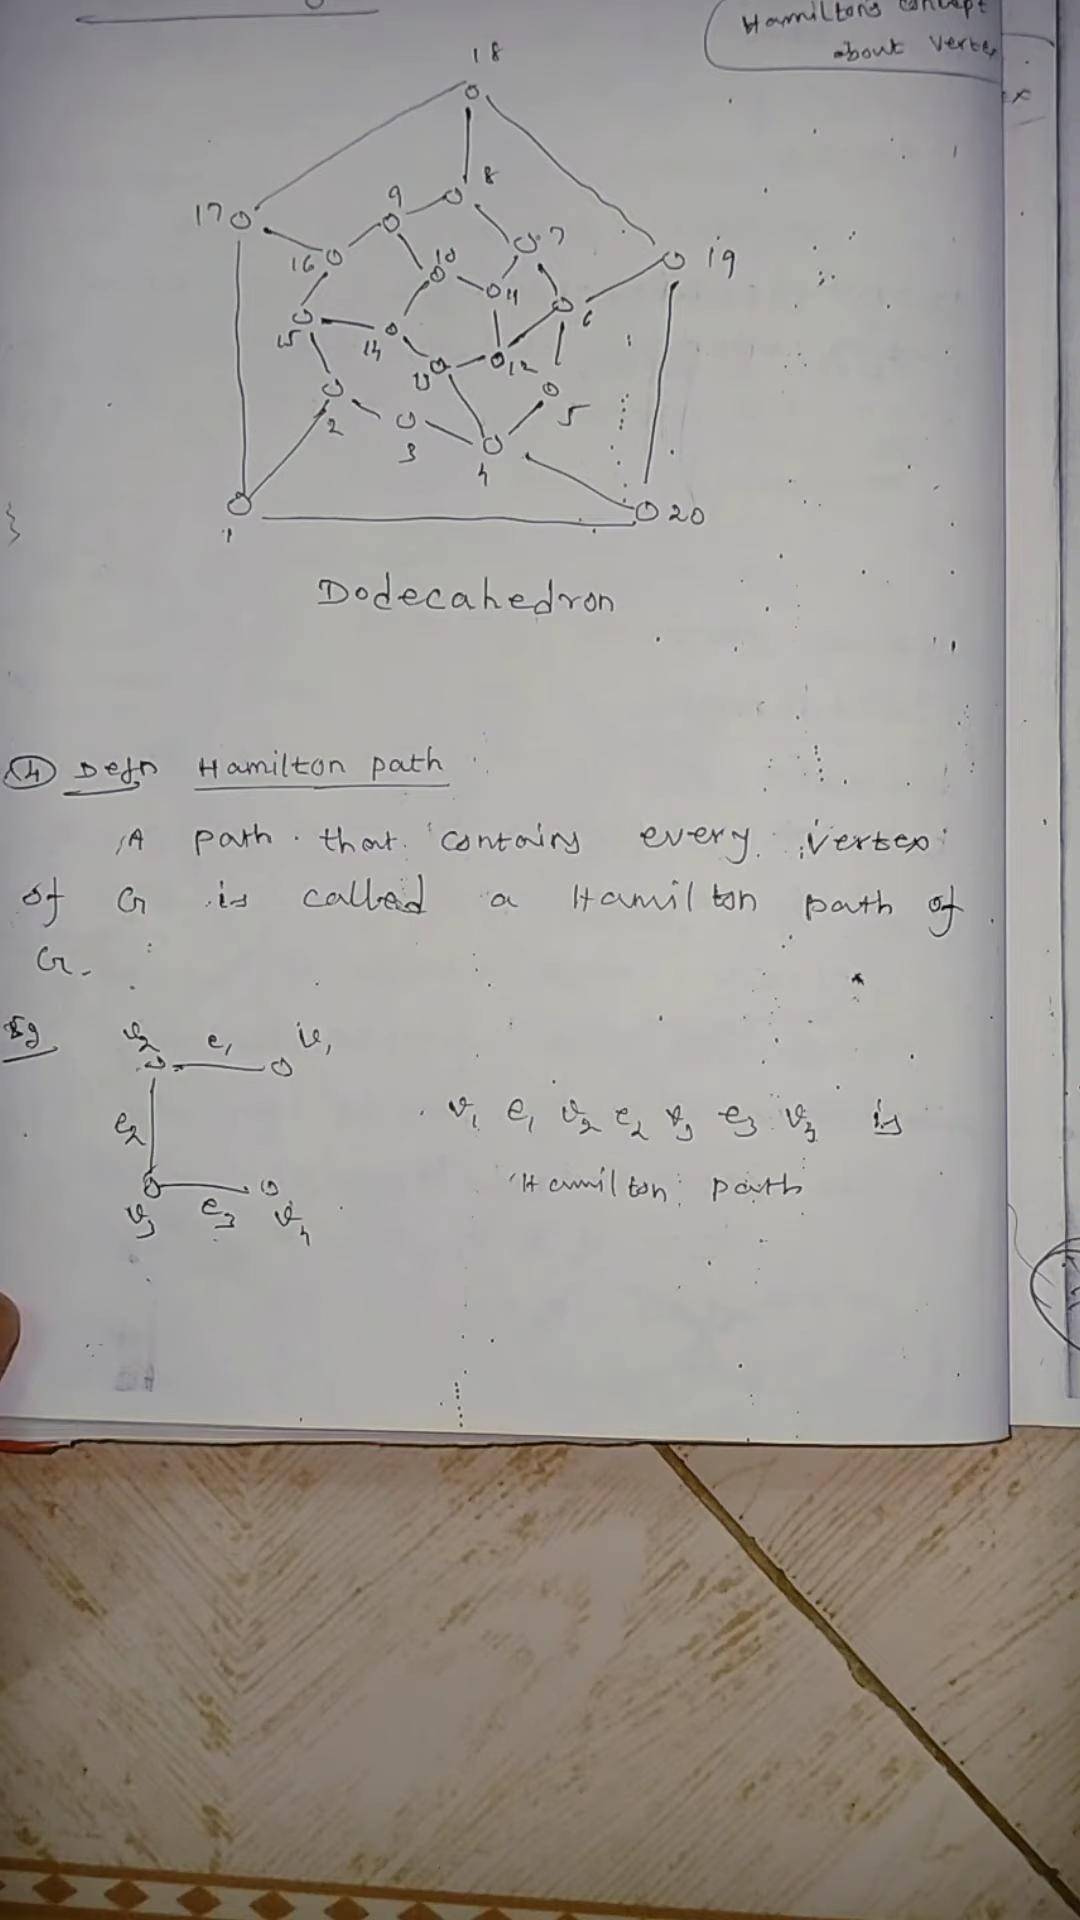 Hamiltons concept
about Vertex
18
17
9
8
7
19
16
10
11
6
15
14
13
12
2
3
4
5
1
20
Dodecahedron
(4) Defn Hamilton path
A path that contains every vertex
of G is called a Hamilton path of
G.
Eg
v2 e1 v1
e2
v3 e3 v4
v1 e1 v2 e2 v3 e3 v4 is
Hamilton path